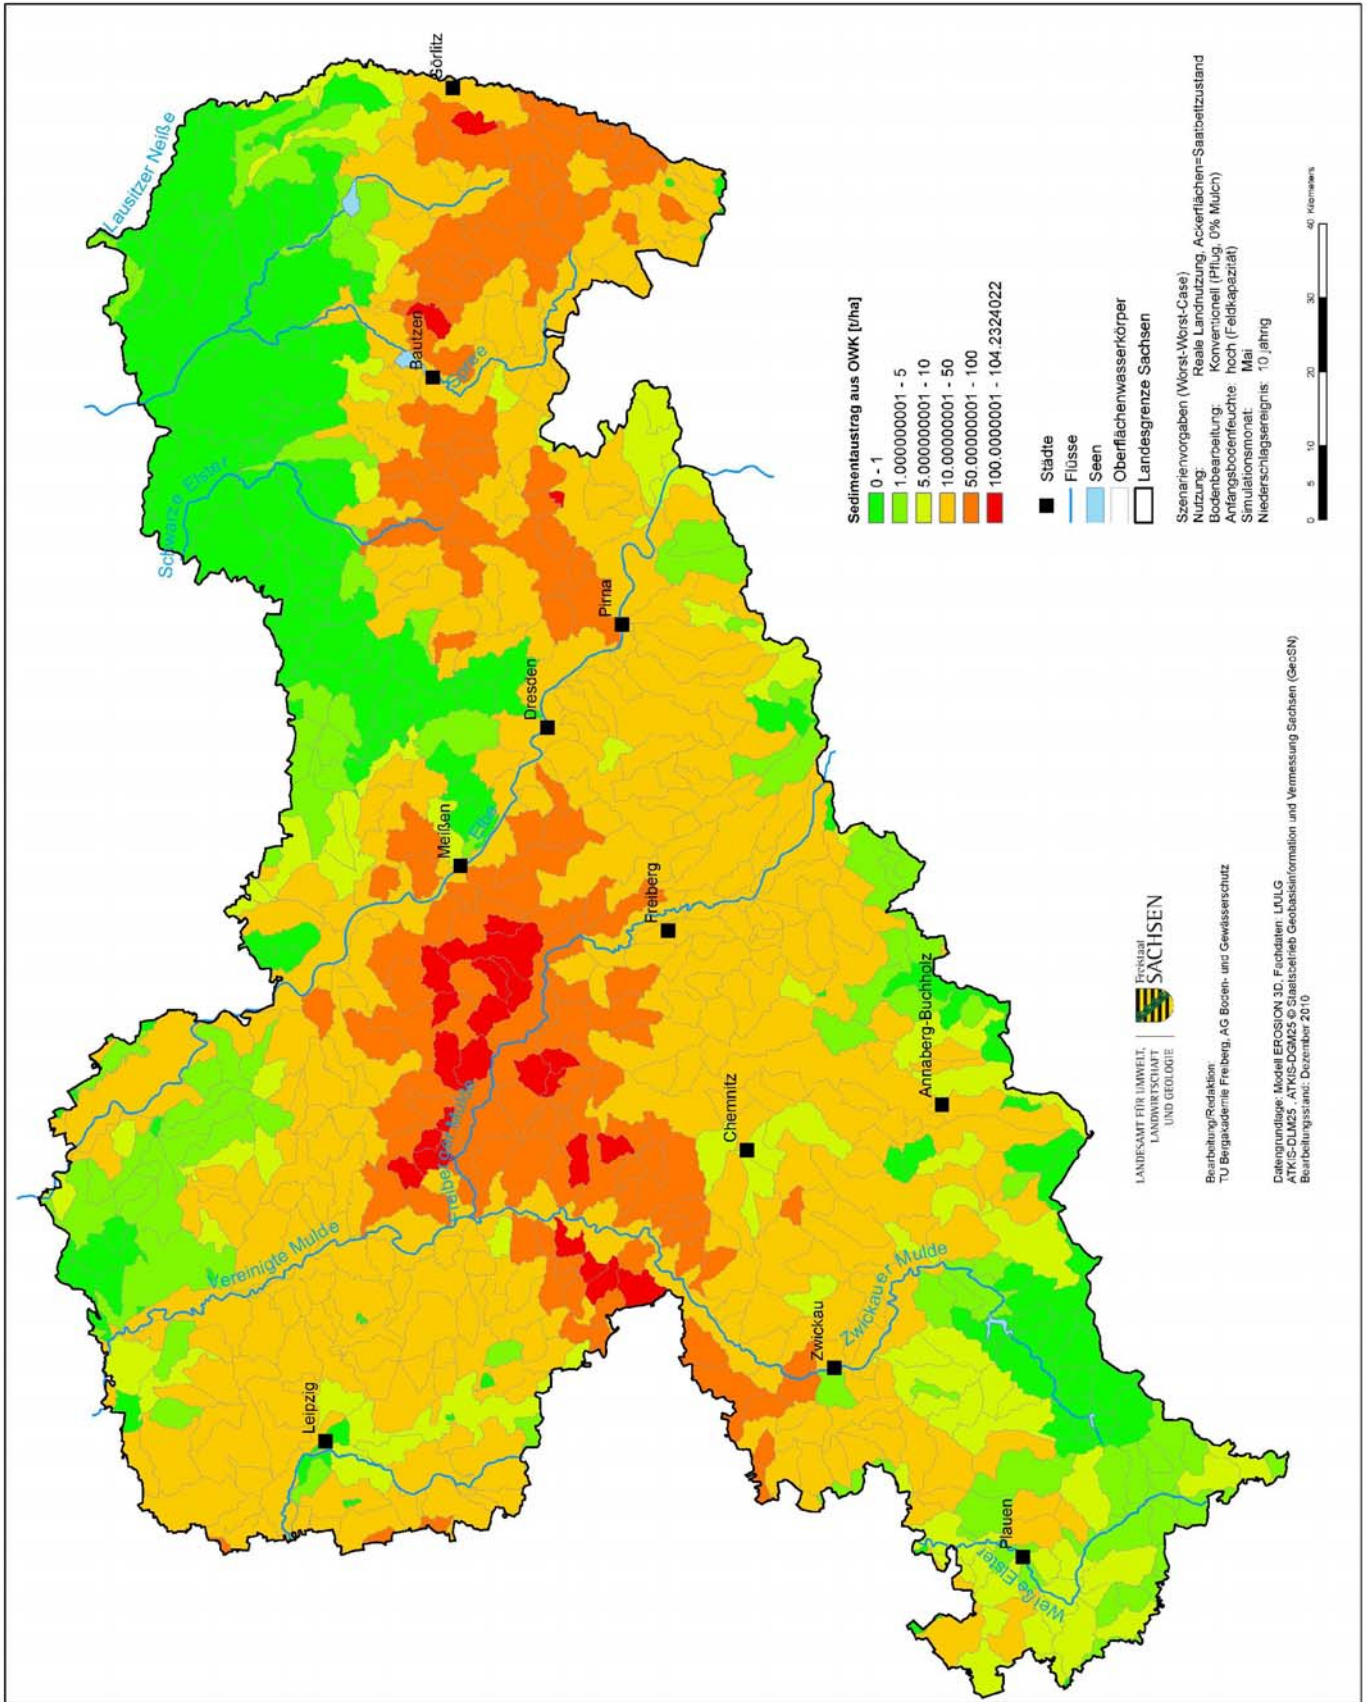 Lausitzer Neiße
Görlitz
Schwarze Elster
Bautzen
Spree
Pirna
Dresden
Meißen
Elbe
Freiberg
Freiberger Mulde
Vereinigte Mulde
Leipzig
Chemnitz
Annaberg-Buchholz
Zwickau
Zwickauer Mulde
Plauen
Weiße Elster
Sedimentaustrag aus OWK [t/ha]
0 - 1
1.000000001 - 5
5.000000001 - 10
10.00000001 - 50
50.00000001 - 100
100.0000001 - 104.2324022
Städte
Flüsse
Seen
Oberflächenwasserkörper
Landesgrenze Sachsen
Szenarienvorgaben (Worst-Worst-Case)
Nutzung: Reale Landnutzung, Ackerflächen=Saatbettzustand
Bodenbearbeitung: Konventionell (Pflug, 0% Mulch)
Anfangsbodenfeuchte: hoch (Feldkapazität)
Simulationsmonat: Mai
Niederschlagsereignis: 10 jährig
0 5 10 20 30 40 Kilometers
LANDESAMT FÜR UMWELT,
LANDWIRTSCHAFT
UND GEOLOGIE
Freistaat
SACHSEN
Bearbeitung/Redaktion:
TU Bergakademie Freiberg, AG Boden- und Gewässerschutz
Datengrundlage: Modell EROSION 3D, Fachdaten: LfULG
ATKIS-DLM25 , ATKIS-DGM25 © Staatsbetrieb Geobasisinformation und Vermessung Sachsen (GeoSN)
Bearbeitungsstand: Dezember 2010